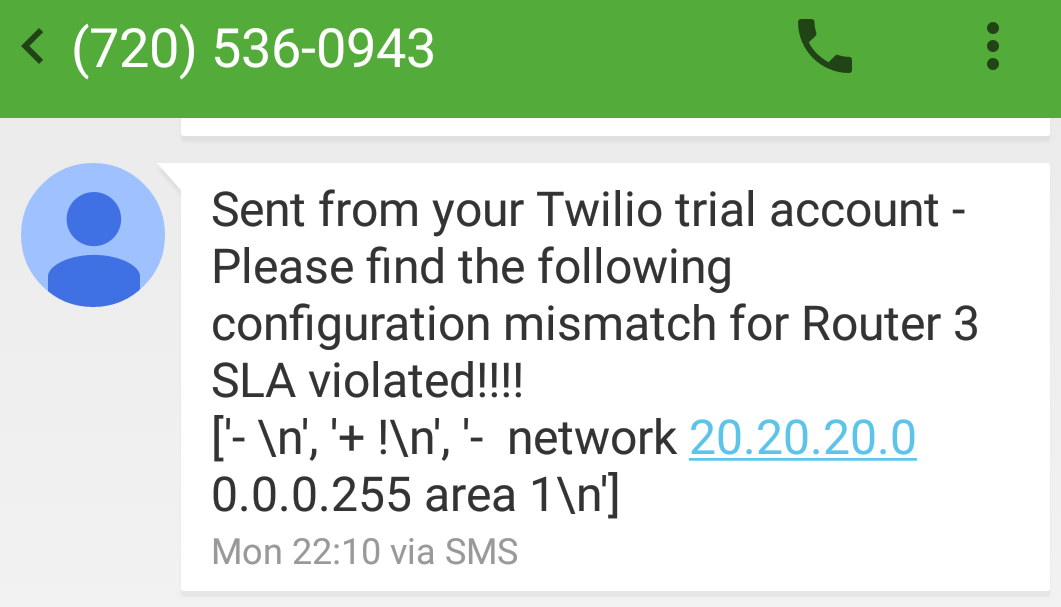 (720) 536-0943
Sent from your Twilio trial account -
Please find the following
configuration mismatch for Router 3
SLA violated!!!!
['- \n', '+ !\n', '-  network 20.20.20.0
0.0.0.255 area 1\n']
Mon 22:10 via SMS